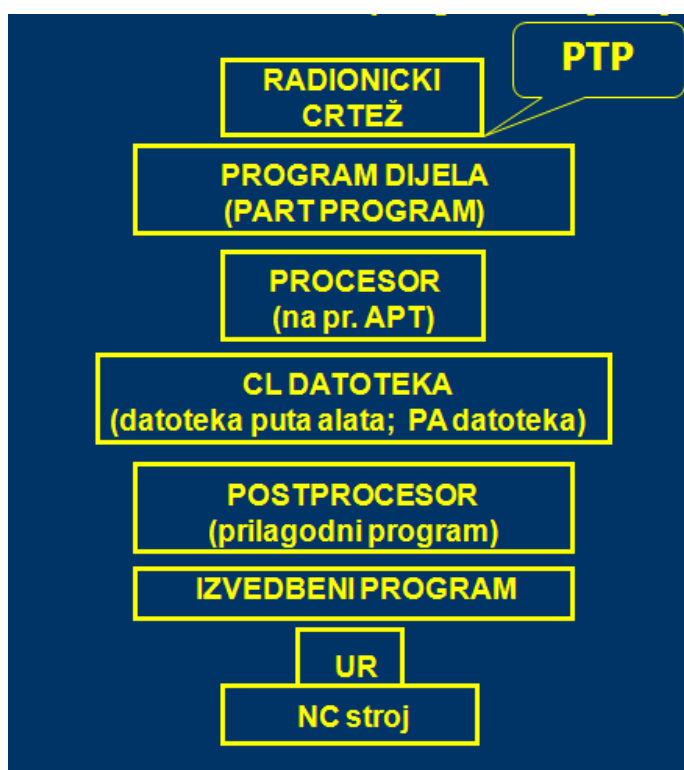 PTP
RADIONICKI
CRTEŽ
PROGRAM DIJELA
(PART PROGRAM)
PROCESOR
(na pr. APT)
CL DATOTEKA
(datoteka puta alata; PA datoteka)
POSTPROCESOR
(prilagodni program)
IZVEDBENI PROGRAM
UR
NC stroj